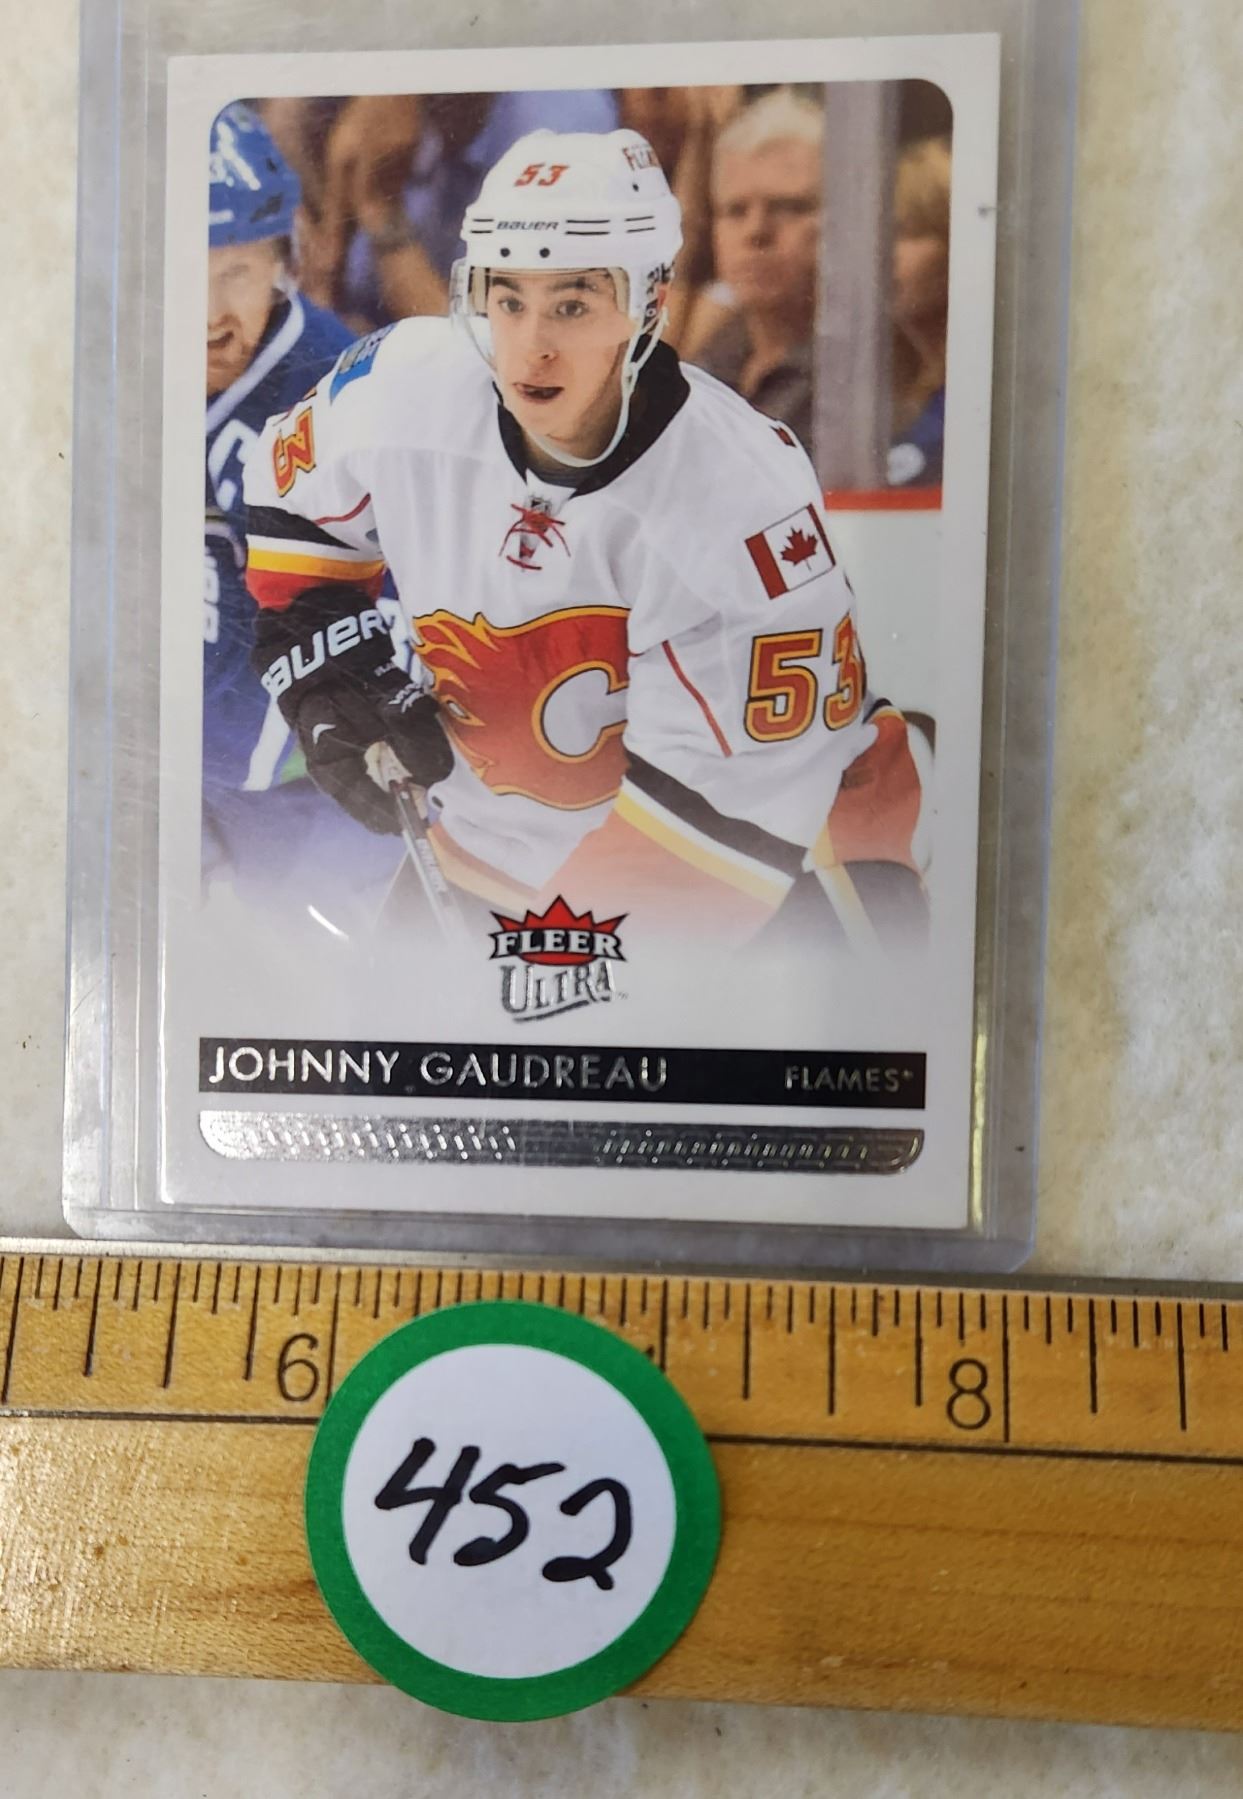 53
FLAMES
BAUER
53
BAUER
53
C
FLEER
ULTRA
JOHNNY GAUDREAU FLAMES
6 8
452